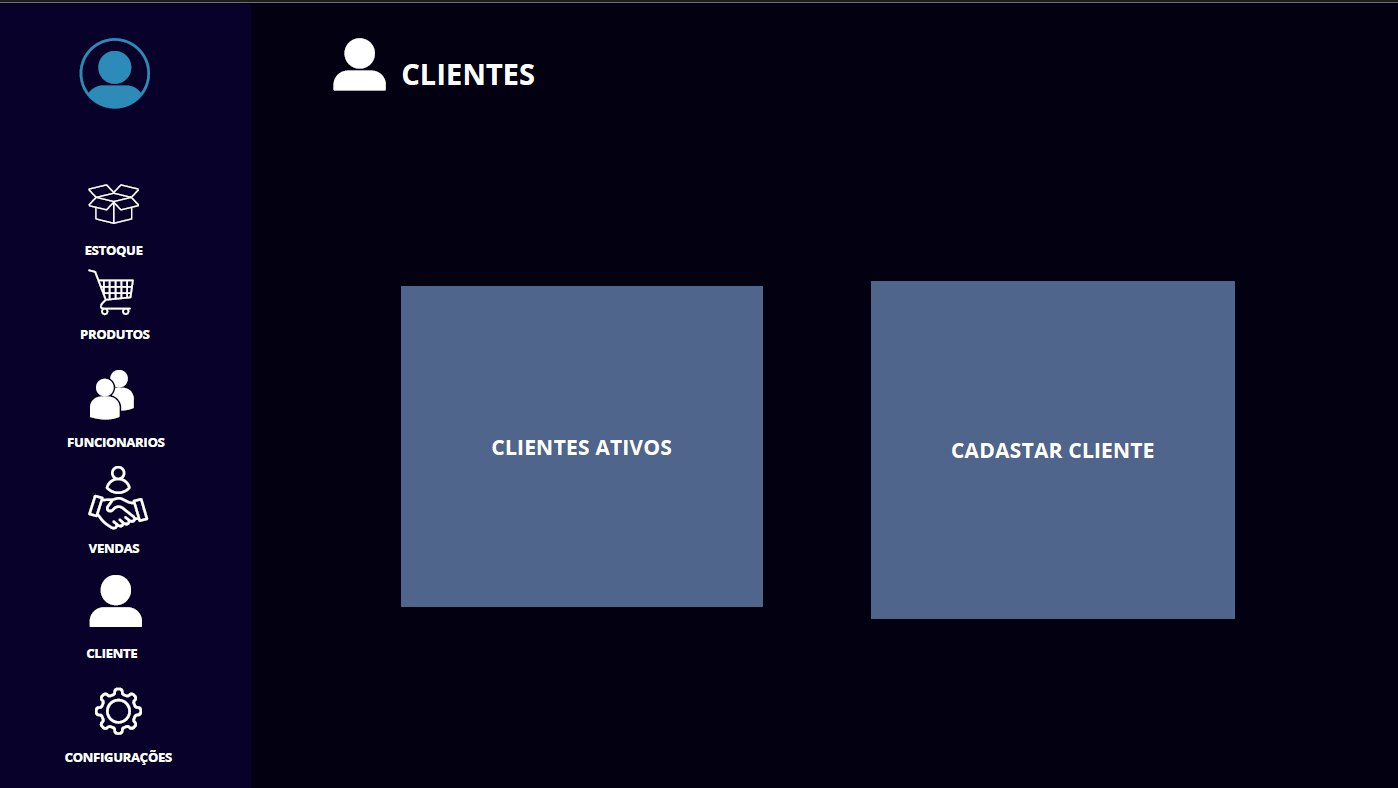 CLIENTES
ESTOQUE
PRODUTOS
FUNCIONARIOS
VENDAS
CLIENTE
CONFIGURAÇÕES
CLIENTES ATIVOS
CADASTAR CLIENTE